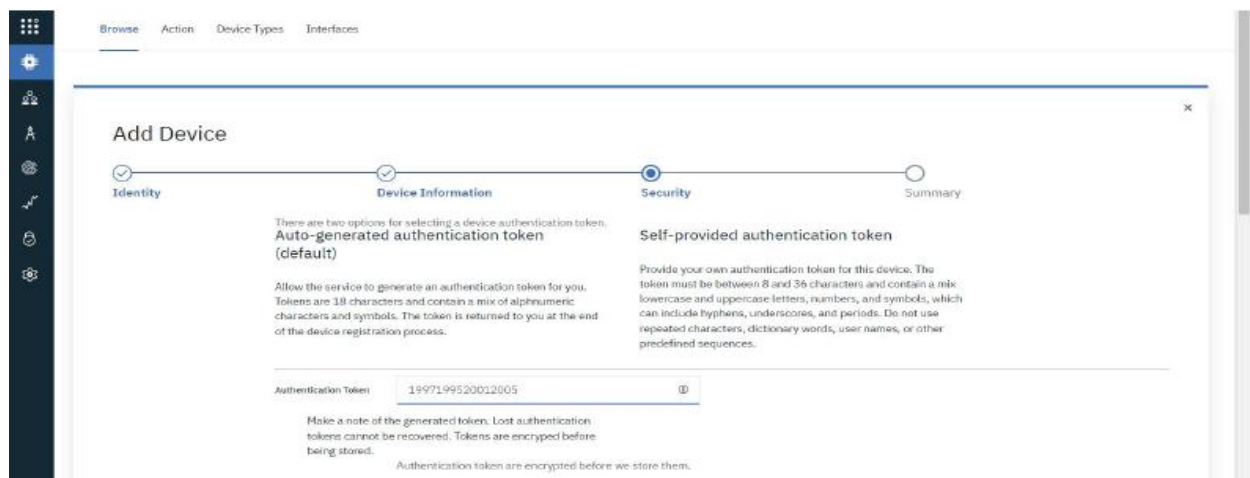 Browse Action Device Types Interfaces
Add Device
Identity Device Information Security Summary
There are two options for selecting a device authentication token.
Auto-generated authentication token
(default)
Allow the service to generate an authentication token for you.
Tokens are 18 characters and contain a mix of alphnumeric
characters and symbols. The token is returned to you at the end
of the device registration process.
Self-provided authentication token
Provide your own authentication token for this device. The
token must be between 8 and 36 characters and contain a mix
lowercase and uppercase letters, numbers, and symbols, which
can include hyphens, underscores, and periods. Do not use
repeated characters, dictionary words, user names, or other
predefined sequences.
Authentication Token 1997199520012005
Make a note of the generated token. Lost authentication
tokens cannot be recovered. Tokens are encryped before
being stored.
Authentication token are encrypted before we store them.